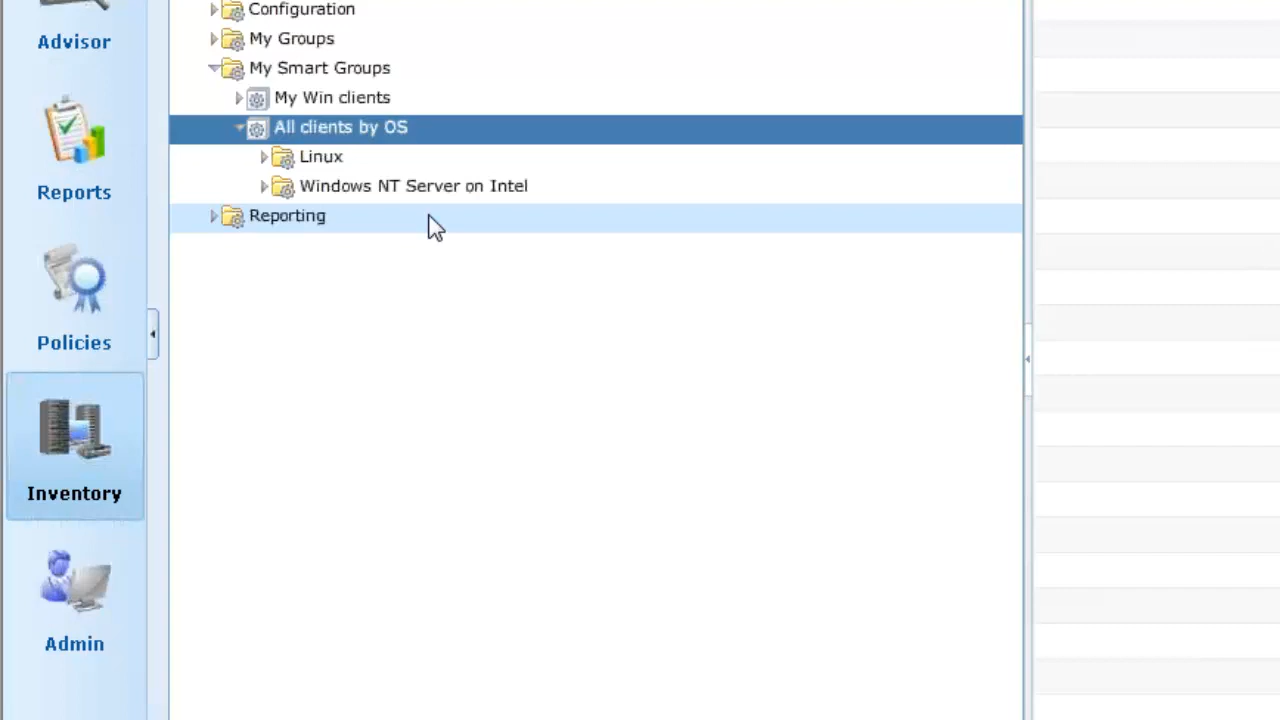 Advisor
Reports
Policies
Inventory
Admin
Configuration
My Groups
My Smart Groups
My Win clients
All clients by OS
Linux
Windows NT Server on Intel
Reporting